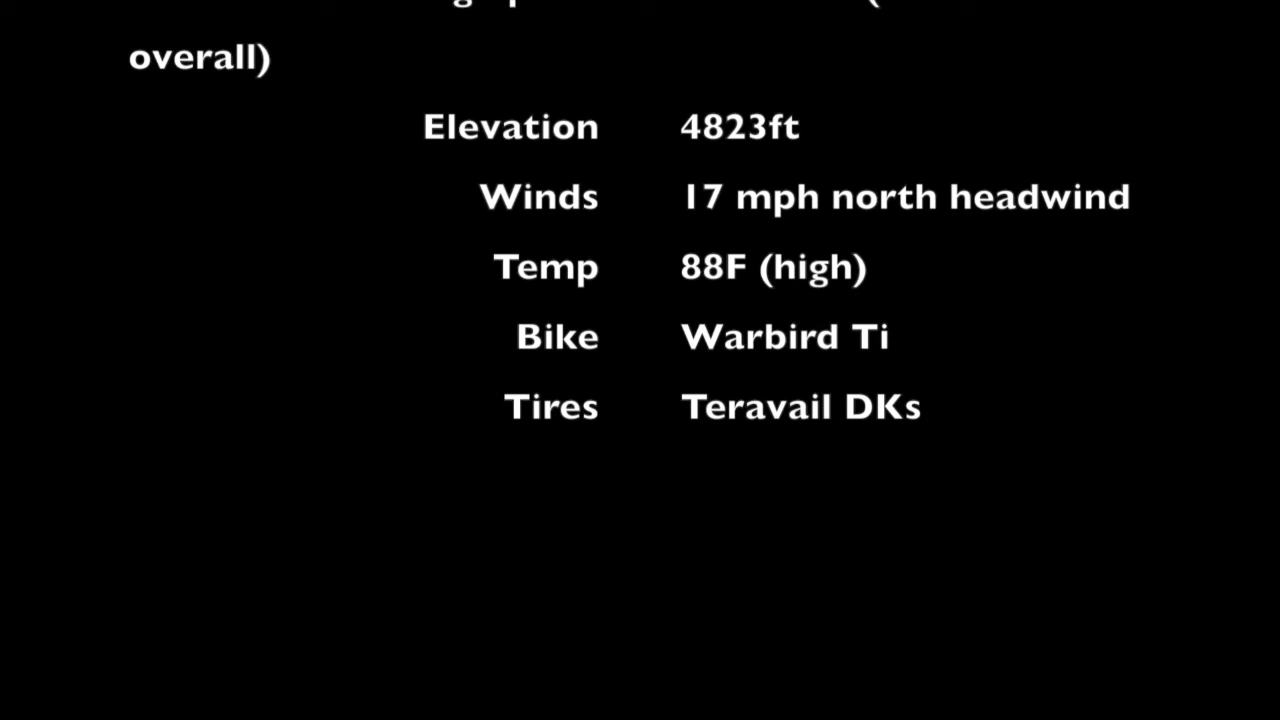 overall)
Elevation 4823ft
Winds 17 mph north headwind
Temp 88F (high)
Bike Warbird Ti
Tires Teravail DKs